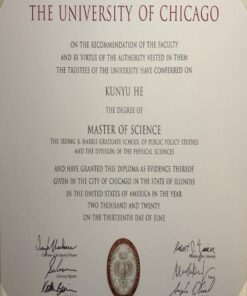 THE UNIVERSITY OF CHICAGO
ON THE RECOMMENDATION OF THE FACULTY
AND BY VIRTUE OF THE AUTHORITY VESTED IN THEM
THE TRUSTEES OF THE UNIVERSITY HAVE CONFERRED ON
KUNYU HE
THE DEGREE OF
MASTER OF SCIENCE
THE IRVING B. HARRIS GRADUATE SCHOOL OF PUBLIC POLICY STUDIES
AND THE DIVISION OF THE PHYSICAL SCIENCES
AND HAVE GRANTED THIS DIPLOMA AS EVIDENCE THEREOF
GIVEN IN THE CITY OF CHICAGO IN THE STATE OF ILLINOIS
IN THE UNITED STATES OF AMERICA IN THE YEAR
TWO THOUSAND AND TWENTY
ON THE THIRTEENTH DAY OF JUNE